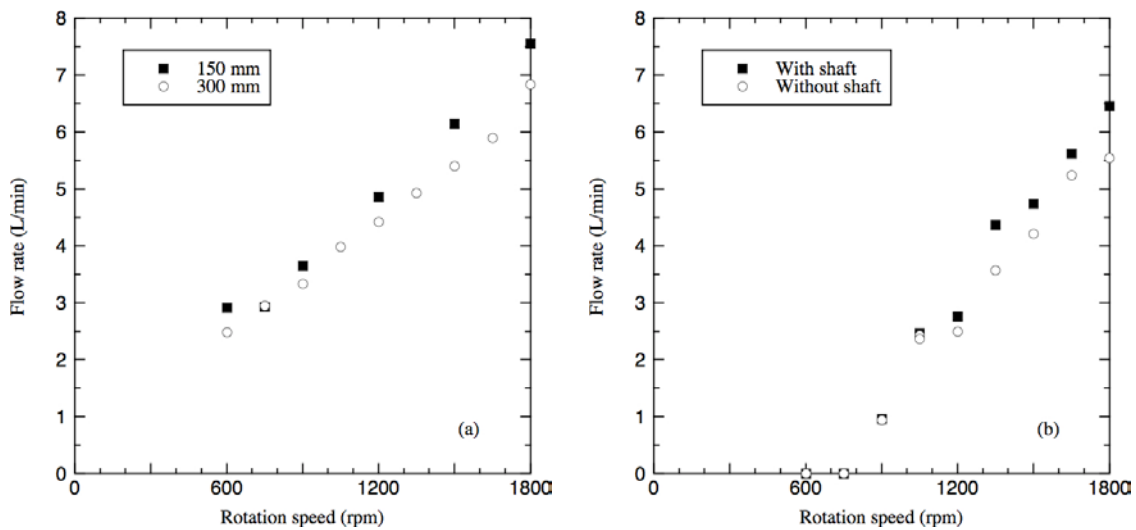 8
7
6
5
4
3
2
1
0
Flow rate (L/min)
150 mm
300 mm
(a)
0
600
1200
1800
Rotation speed (rpm)
8
7
6
5
4
3
2
1
0
Flow rate (L/min)
With shaft
Without shaft
(b)
0
600
1200
1800
Rotation speed (rpm)